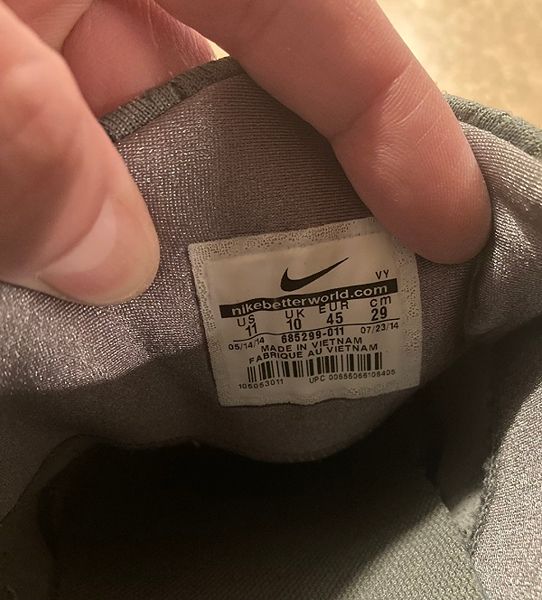 VY
nikebetterworld.com
US UK EUR cm
11 10 45 29
05/14/14 685299-011 07/23/14
MADE IN VIETNAM
FABRIQUE AU VIETNAM
105053011 UPC 00656066106405